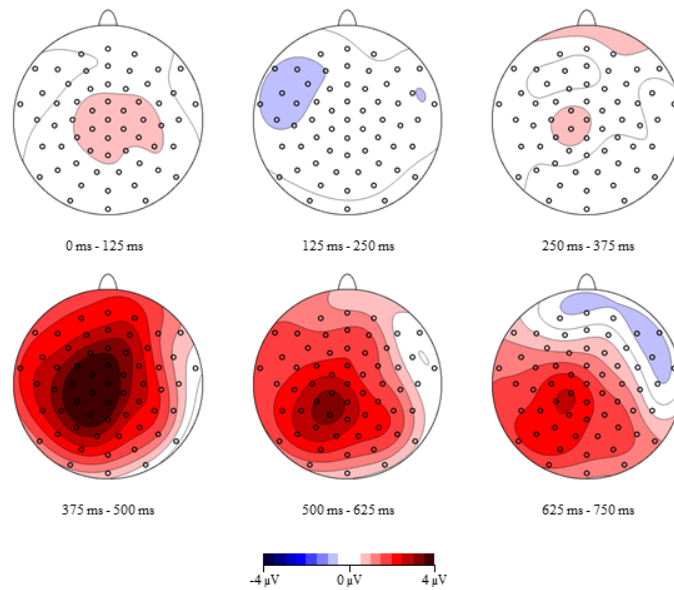 0 ms - 125 ms
125 ms - 250 ms
250 ms - 375 ms
375 ms - 500 ms
500 ms - 625 ms
625 ms - 750 ms
-4 µV 0 µV 4 µV